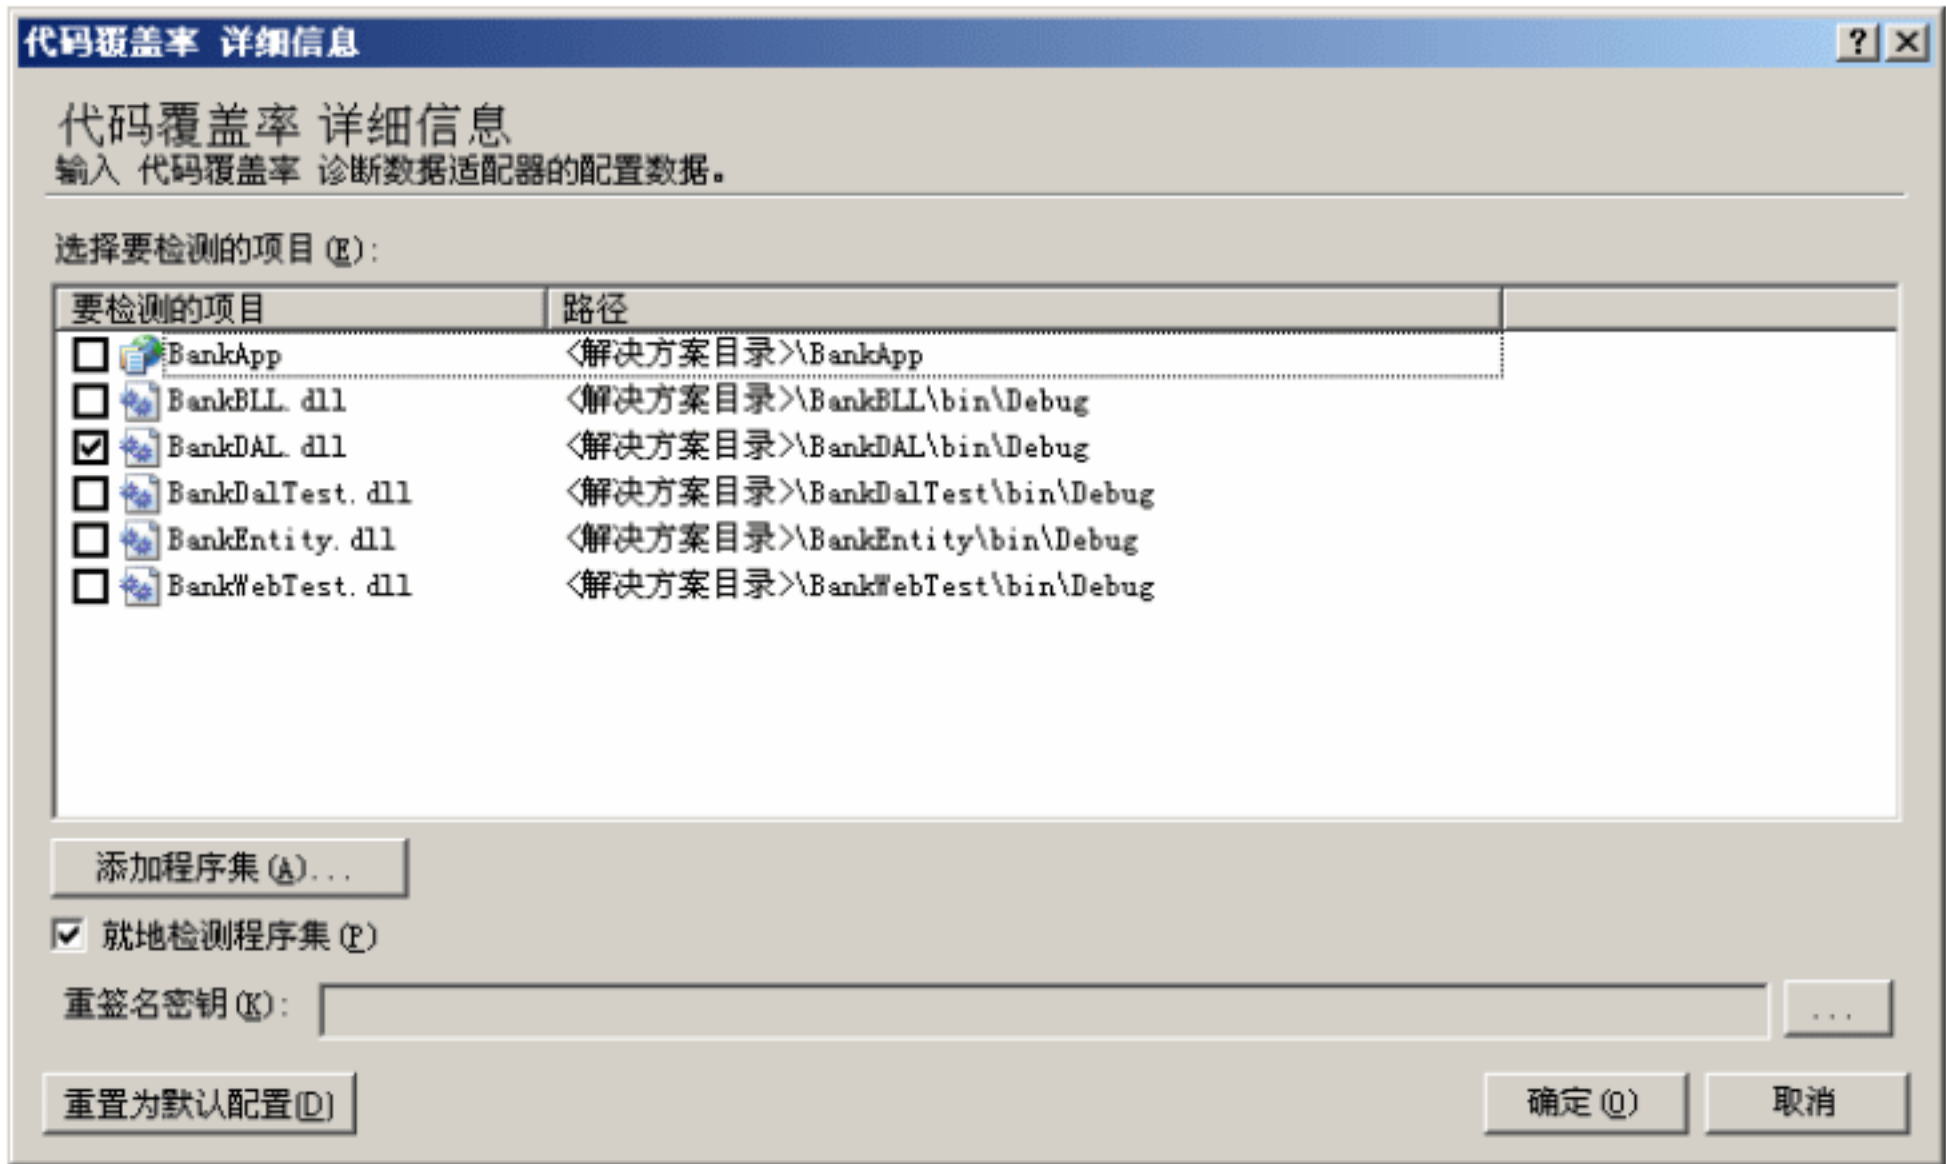 代码覆盖率 详细信息
代码覆盖率 详细信息
输入 代码覆盖率 诊断数据适配器的配置数据。
选择要检测的项目(E):
要检测的项目 路径
BankApp <解决方案目录>\BankApp
BankBLL.dll <解决方案目录>\BankBLL\bin\Debug
BankDAL.dll <解决方案目录>\BankDAL\bin\Debug
BankDalTest.dll <解决方案目录>\BankDalTest\bin\Debug
BankEntity.dll <解决方案目录>\BankEntity\bin\Debug
BankWebTest.dll <解决方案目录>\BankWebTest\bin\Debug
添加程序集(A)...
就地检测程序集(P)
重签名密钥(K): ...
重置为默认配置(D) 确定(O) 取消